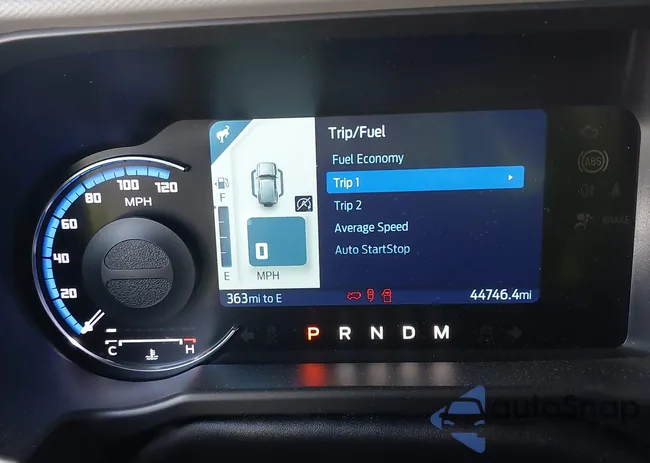 Trip/Fuel
Fuel Economy
Trip 1
Trip 2
Average Speed
Auto StartStop
120
100
80
60
40
20
MPH
F
E
0
MPH
363mi to E
44746.4mi
C
H
P R N D M
ABS
BRAKE
autoSnap